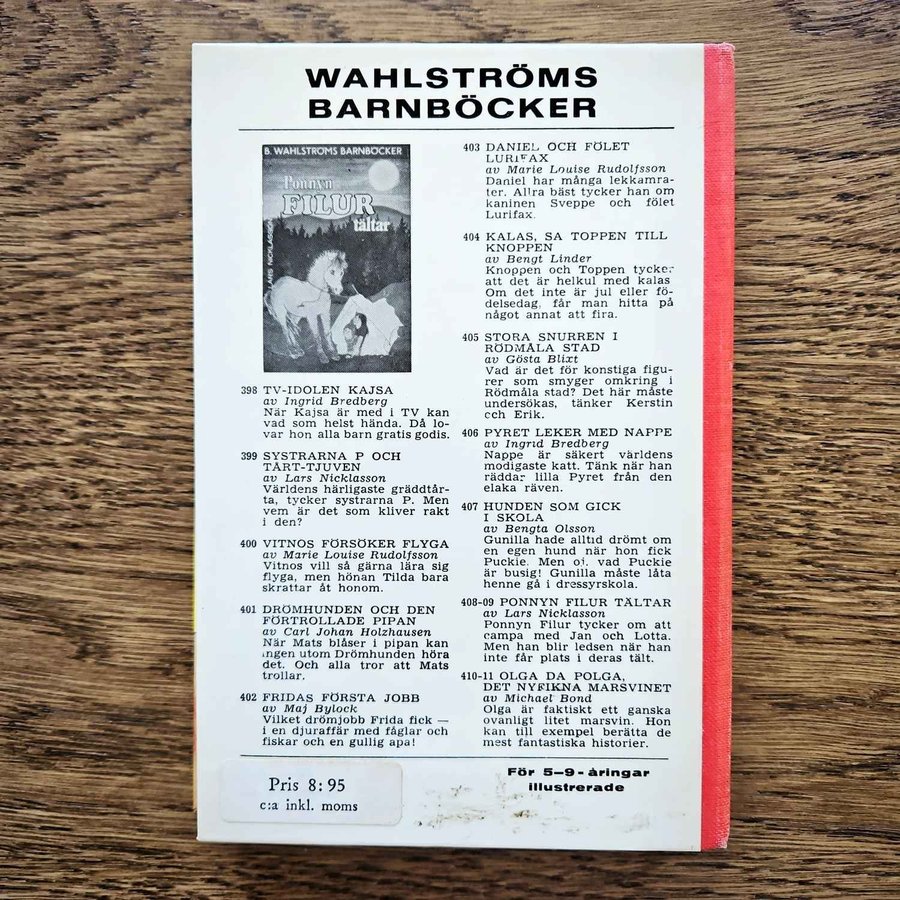 WAHLSTRÖMS
BARNBÖCKER
B. WAHLSTRÖMS BARNBÖCKER
Ponnyn
FILUR
tältar
LARS NICKLASSON
398 TV-IDOLEN KAJSA
av Ingrid Bredberg
När Kajsa är med i TV kan
vad som helst hända. Då lo-
var hon alla barn gratis godis.
399 SYSTRARNA P OCH
TÅRT-TJUVEN
av Lars Nicklasson
Världens härligaste gräddtår-
ta, tycker systrarna P. Men
vem är det som kliver rakt
i den?
400 VITNOS FÖRSÖKER FLYGA
av Marie Louise Rudolfsson
Vitnos vill så gärna lära sig
flyga, men hönan Tilda bara
skrattar åt honom.
401 DRÖMHUNDEN OCH DEN
FÖRTROLLADE PIPAN
av Carl Johan Holzhausen
När Mats blåser i pipan kan
ingen utom Drömhunden höra
det. Och alla tror att Mats
trollar.
402 FRIDAS FÖRSTA JOBB
av Maj Bylock
Vilket drömjobb Frida fick —
i en djuraffär med fåglar och
fiskar och en gullig apa!
403 DANIEL OCH FÖLET
LURIFAX
av Marie Louise Rudolfsson
Daniel har många lekkamra-
ter. Allra bäst tycker han om
kaninen Sveppe och fölet
Lurifax.
404 KALAS, SA TOPPEN TILL
KNOPPEN
av Bengt Linder
Knoppen och Toppen tycker
att det är helkul med kalas
Om det inte är jul eller fö-
delsedag, får man hitta på
något annat att fira.
405 STORA SNURREN I
RÖDMÅLA STAD
av Gösta Blixt
Vad är det för konstiga figu-
rer som smyger omkring i
Rödmåla stad? Det här måste
undersökas, tänker Kerstin
och Erik.
406 PYRET LEKER MED NAPPE
av Ingrid Bredberg
Nappe är säkert världens
modigaste katt. Tänk när han
räddar lilla Pyret från den
elaka räven.
407 HUNDEN SOM GICK
I SKOLA
av Bengta Olsson
Gunilla hade alltid drömt om
en egen hund när hon fick
Puckie. Men oj, vad Puckie
är busig! Gunilla måste låta
henne gå i dressyrskola.
408-09 PONNYN FILUR TÄLTAR
av Lars Nicklasson
Ponnyn Filur tycker om att
campa med Jan och Lotta.
Men han blir ledsen när han
inte får plats i deras tält.
410-11 OLGA DA POLGA,
DET NYFIKNA MARSVINET
av Michael Bond
Olga är faktiskt ett ganska
ovanligt litet marsvin. Hon
kan till exempel berätta de
mest fantastiska historier.
Pris 8:95
c:a inkl. moms
För 5–9-åringar
illustrerade